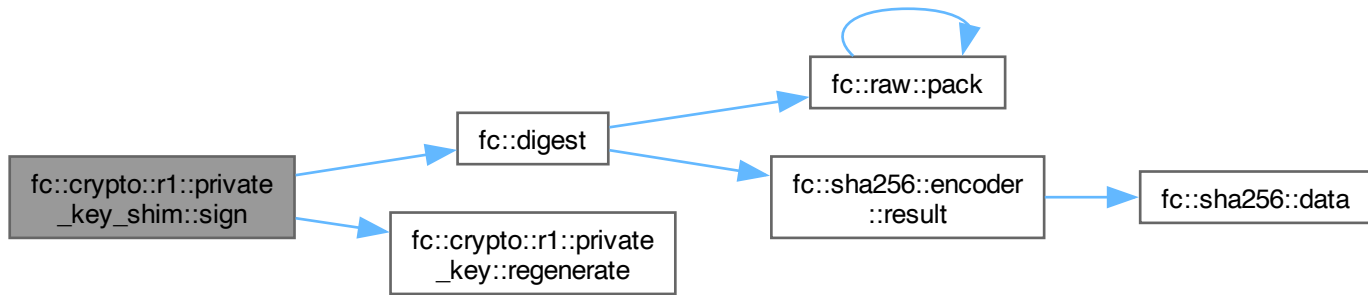 fc::crypto::r1::private
_key_shim::sign
fc::digest
fc::crypto::r1::private
_key::regenerate
fc::raw::pack
fc::sha256::encoder
::result
fc::sha256::data